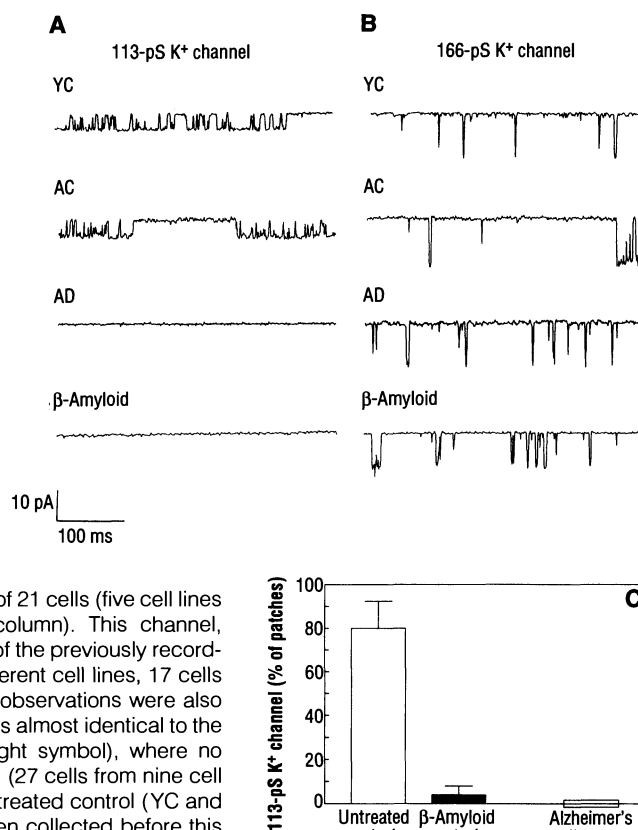 A
113-pS K+ channel
YC
AC
AD
β-Amyloid
10 pA
100 ms
B
166-pS K+ channel
YC
AC
AD
β-Amyloid
of 21 cells (five cell lines
column). This channel,
of the previously record-
erent cell lines, 17 cells
observations were also
s almost identical to the
ght symbol), where no
(27 cells from nine cell
treated control (YC and
en collected before this
113-pS K+ channel (% of patches)
100
80
60
40
20
0
C
Untreated
β-Amyloid
Alzheimer's